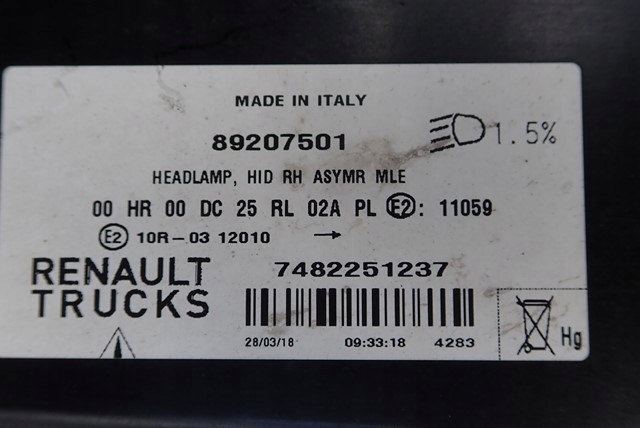 MADE IN ITALY
89207501
1.5%
HEADLAMP, HID RH ASYMR MLE
00 HR 00 DC 25 RL 02A PL E2: 11059
E2 10R-03 12010 →
RENAULT
TRUCKS
7482251237
28/03/18 09:33:18 4283
Hg